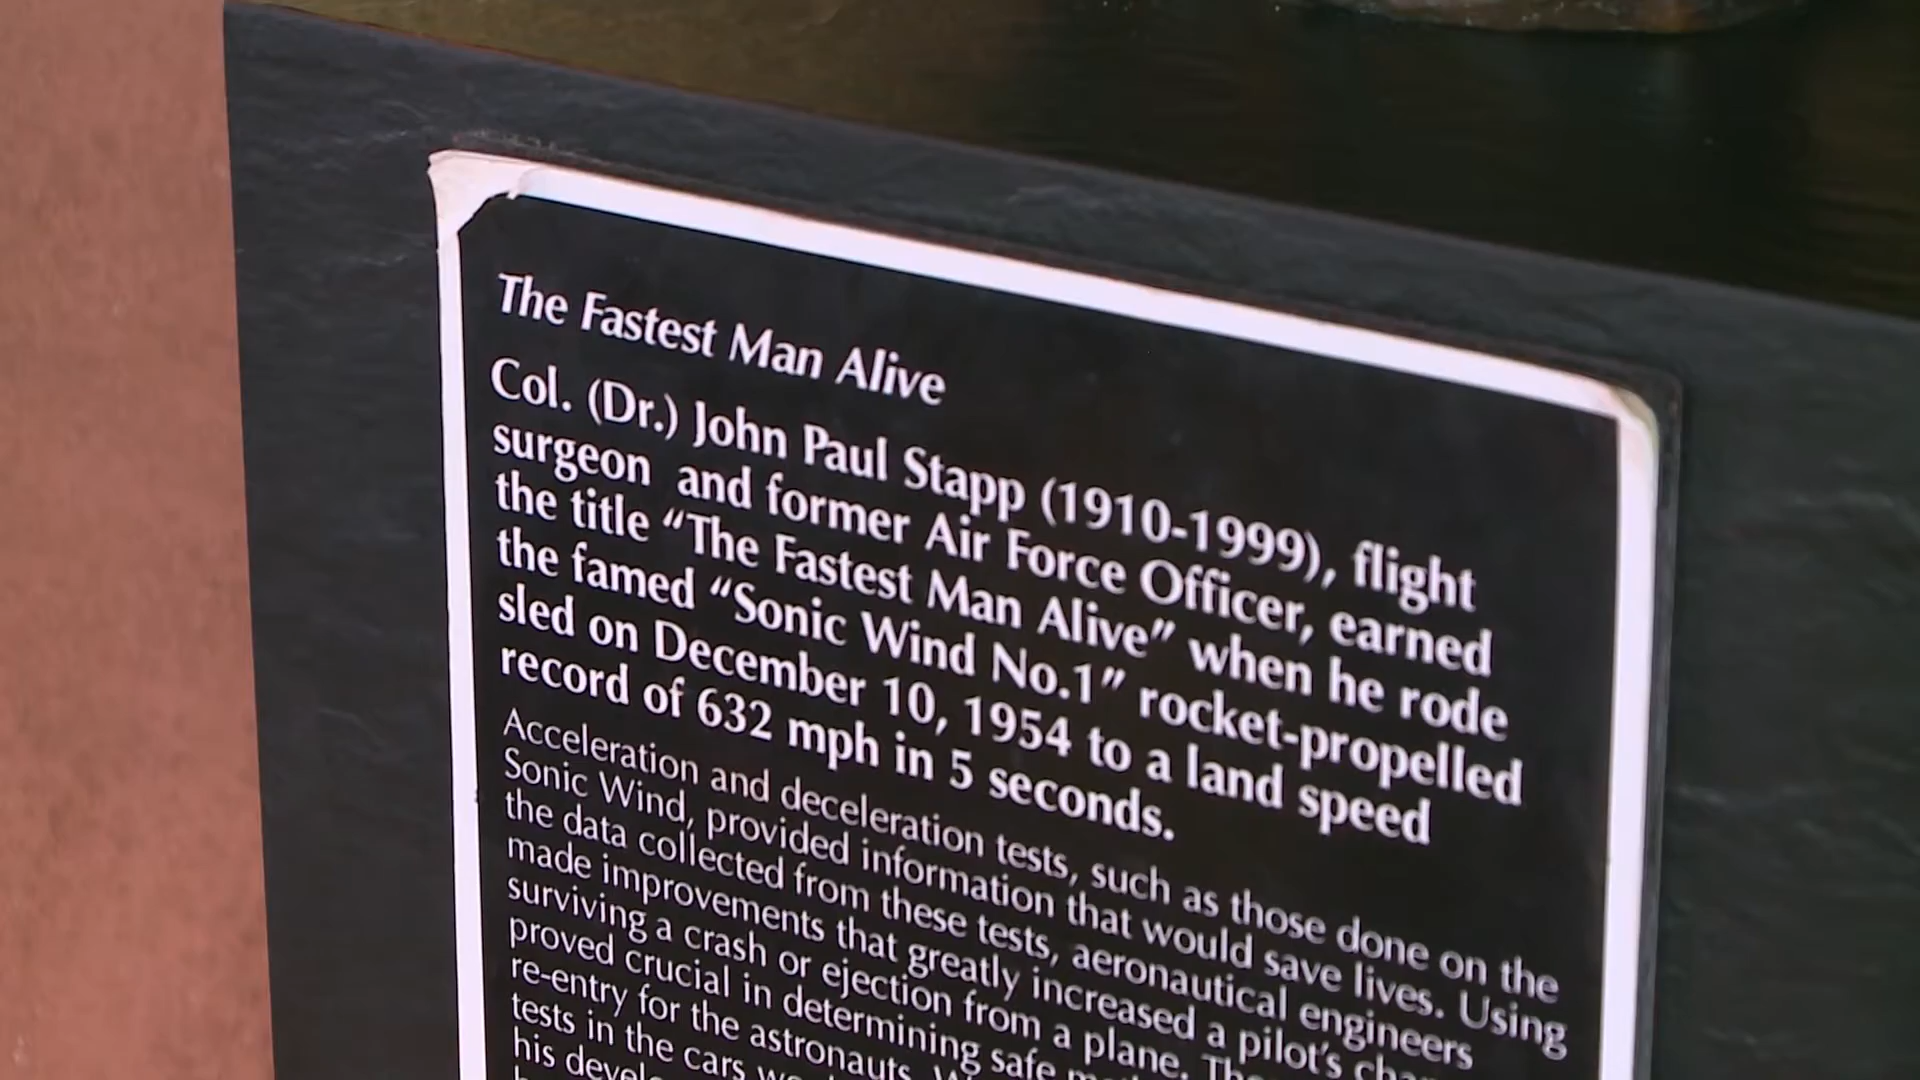 The Fastest Man Alive
Col. (Dr.) John Paul Stapp (1910-1999), flight
surgeon and former Air Force Officer, earned
the title “The Fastest Man Alive” when he rode
the famed “Sonic Wind No.1” rocket-propelled
sled on December 10, 1954 to a land speed
record of 632 mph in 5 seconds.
Acceleration and deceleration tests, such as those done on the
Sonic Wind, provided information that would save lives. Using
the data collected from these tests, aeronautical engineers
made improvements that greatly increased a pilot's
surviving a crash or ejection from a plane.
proved crucial in determining safe
re-entry for the astronauts.
tests in the cars
his